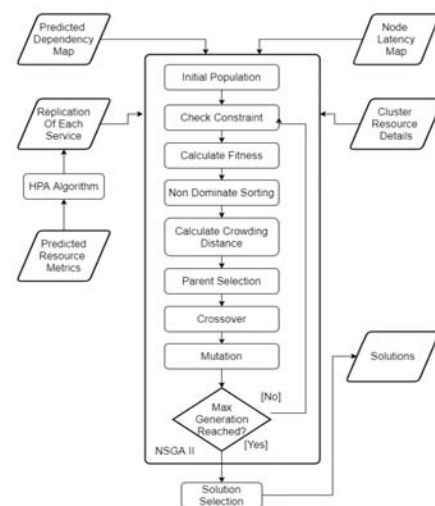 Predicted
Dependency
Map
Node
Latency
Map
Initial Population
Replication
Of Each
Service
Check Constraint
Cluster
Resource
Details
Calculate Fitness
HPA Algorithm
Non Dominate Sorting
Predicted
Resource
Metrics
Calculate Crowding
Distance
Parent Selection
Crossover
Mutation
Solutions
Max
Generation
Reached?
[No]
[Yes]
NSGA II
Solution
Selection